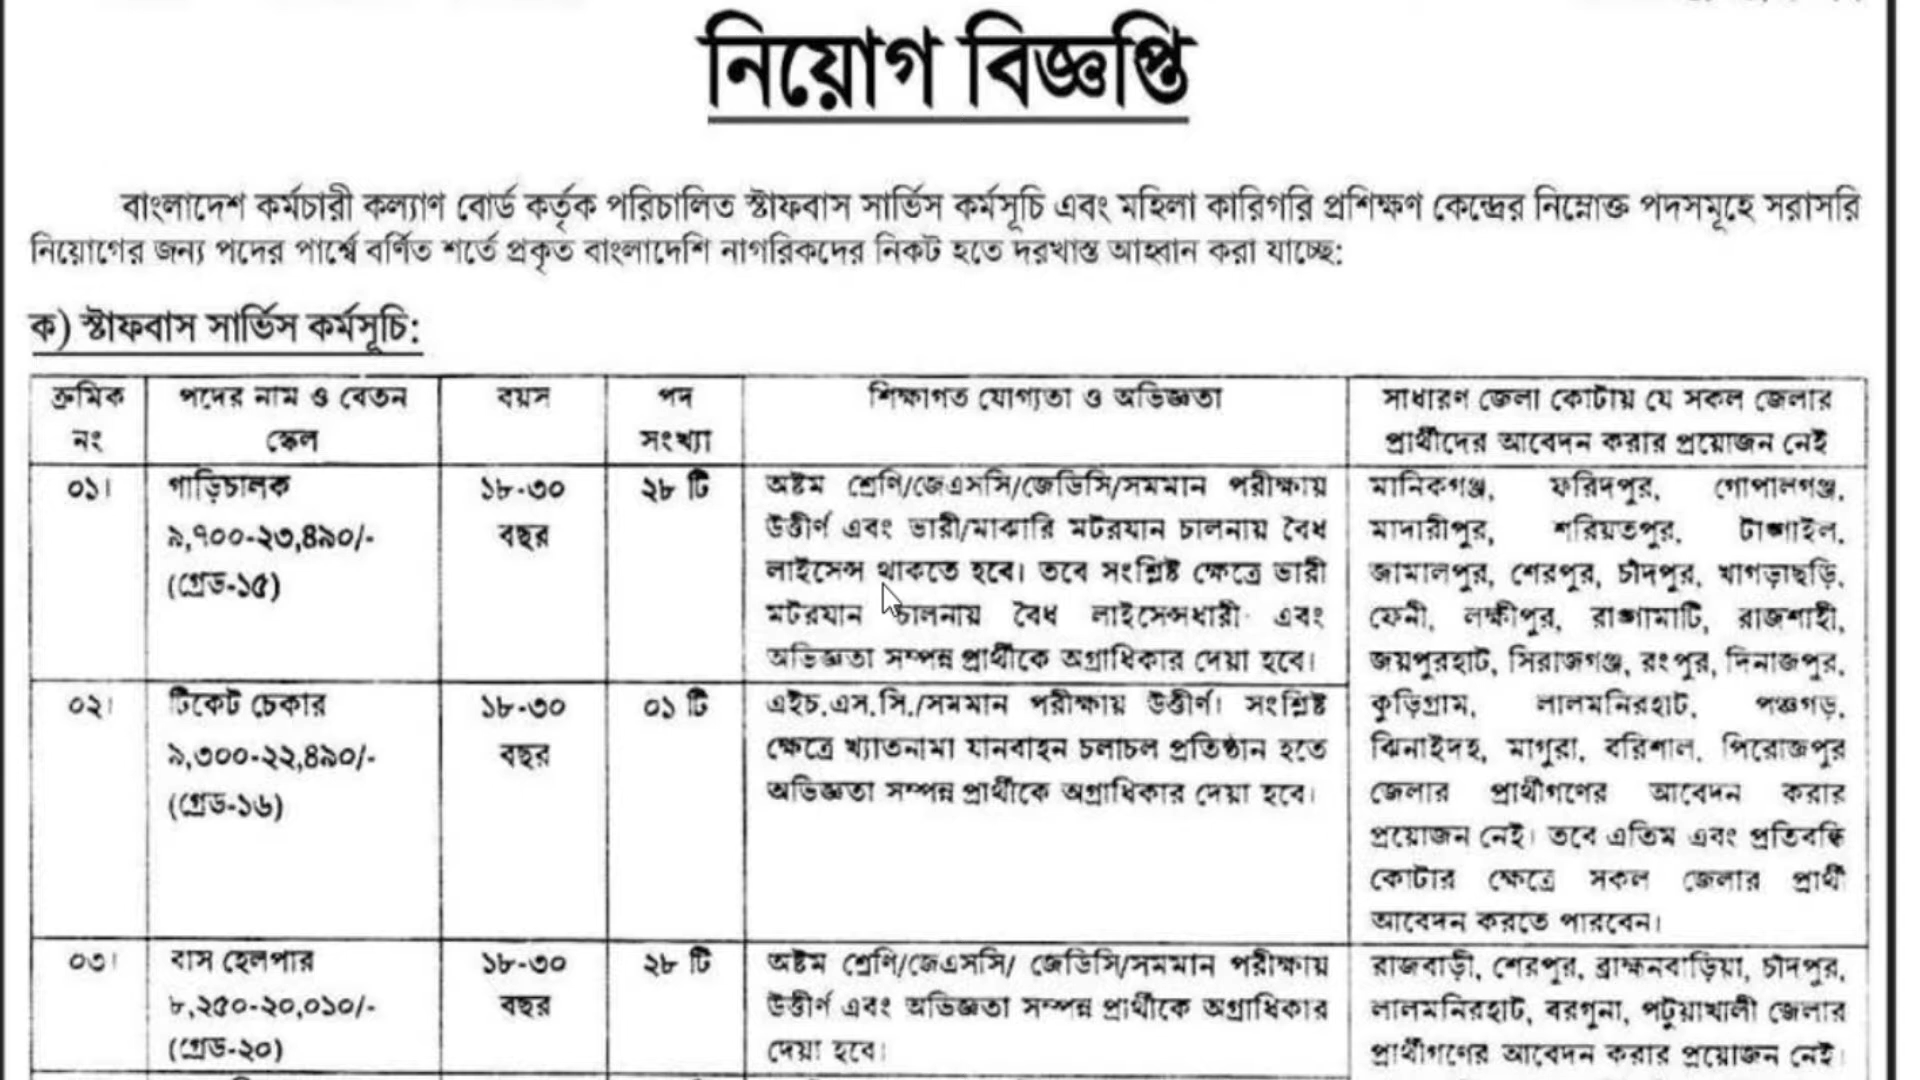 নিয়োগ বিজ্ঞপ্তি
বাংলাদেশ কর্মচারী কল্যাণ বোর্ড কর্তৃক পরিচালিত স্টাফবাস সার্ভিস কর্মসূচি এবং মহিলা কারিগরি প্রশিক্ষণ কেন্দ্রের নিম্নোক্ত পদসমূহে সরাসরি
নিয়োগের জন্য পদের পার্শ্বে বর্ণিত শর্তে প্রকৃত বাংলাদেশি নাগরিকদের নিকট হতে দরখাস্ত আহ্বান করা যাচ্ছে:
ক) স্টাফবাস সার্ভিস কর্মসূচি:
ক্রমিক
নং
পদের নাম ও বেতন
স্কেল
বয়স
পদ
সংখ্যা
শিক্ষাগত যোগ্যতা ও অভিজ্ঞতা
সাধারণ জেলা কোটায় যে সকল জেলার
প্রার্থীদের আবেদন করার প্রয়োজন নেই
০১।
গাড়িচালক
৯,৭০০-২৩,৪৯০/-
(গ্রেড-১৫)
১৮-৩০
বছর
২৮ টি
অষ্টম শ্রেণি/জেএসসি/জেডিসি/সমমান পরীক্ষায়
উত্তীর্ণ এবং ভারী/মাঝারি মটরযান চালনায় বৈধ
লাইসেন্স থাকতে হবে। তবে সংশ্লিষ্ট ক্ষেত্রে ভারী
মটরযান চালনায় বৈধ লাইসেন্সধারী এবং
অভিজ্ঞতা সম্পন্ন প্রার্থীকে অগ্রাধিকার দেয়া হবে।
মানিকগঞ্জ, ফরিদপুর, গোপালগঞ্জ,
মাদারীপুর, শরিয়তপুর, টাঙ্গাইল,
জামালপুর, শেরপুর, চাঁদপুর, খাগড়াছড়ি,
ফেনী, লক্ষীপুর, রাঙ্গামাটি, রাজশাহী,
জয়পুরহাট, সিরাজগঞ্জ, রংপুর, দিনাজপুর,
কুড়িগ্রাম, লালমনিরহাট, পঞ্চগড়,
ঝিনাইদহ, মাগুরা, বরিশাল, পিরোজপুর
জেলার প্রার্থীগণের আবেদন করার
প্রয়োজন নেই। তবে এতিম এবং প্রতিবন্ধি
কোটার ক্ষেত্রে সকল জেলার প্রার্থী
আবেদন করতে পারবেন।
০২।
টিকেট চেকার
৯,৩০০-২২,৪৯০/-
(গ্রেড-১৬)
১৮-৩০
বছর
০১ টি
এইচ.এস.সি./সমমান পরীক্ষায় উত্তীর্ণ। সংশ্লিষ্ট
ক্ষেত্রে খ্যাতনামা যানবাহন চলাচল প্রতিষ্ঠান হতে
অভিজ্ঞতা সম্পন্ন প্রার্থীকে অগ্রাধিকার দেয়া হবে।
০৩।
বাস হেলপার
৮,২৫০-২০,০১০/-
(গ্রেড-২০)
১৮-৩০
বছর
২৮ টি
অষ্টম শ্রেণি/জেএসসি/ জেডিসি/সমমান পরীক্ষায়
উত্তীর্ণ এবং অভিজ্ঞতা সম্পন্ন প্রার্থীকে অগ্রাধিকার
দেয়া হবে।
রাজবাড়ী, শেরপুর, ব্রাহ্মনবাড়িয়া, চাঁদপুর,
লালমনিরহাট, বরগুনা, পটুয়াখালী জেলার
প্রার্থীগণের আবেদন করার প্রয়োজন নেই।